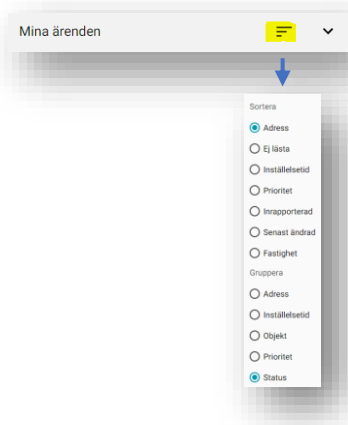 Mina ärenden
Sortera
Adress
Ej lästa
Inställelsetid
Prioritet
Inrapporterad
Senast ändrad
Fastighet
Gruppera
Adress
Inställelsetid
Objekt
Prioritet
Status